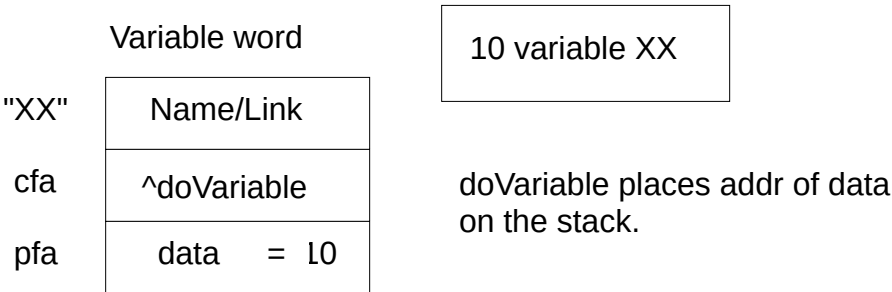 Variable word
10 variable XX
"XX" Name/Link
cfa ^doVariable
doVariable places addr of data
on the stack.
pfa data = 10